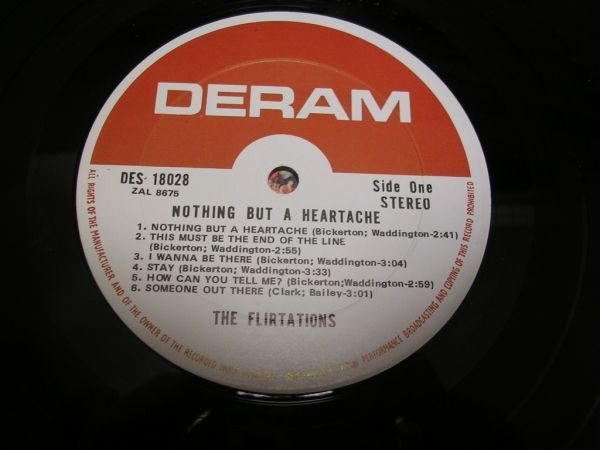 DERAM
DES 18028
ZAL 8675
Side One
STEREO
NOTHING BUT A HEARTACHE
1. NOTHING BUT A HEARTACHE (Bickerton; Waddington-2:41)
2. THIS MUST BE THE END OF THE LINE
(Bickerton; Waddington-2:55)
3. I WANNA BE THERE (Bickerton; Waddington-3:04)
4. STAY (Bickerton; Waddington-3:33)
5. HOW CAN YOU TELL ME? (Bickerton;Waddington-2:59)
6. SOMEONE OUT THERE (Clark; Bailey-3:01)
THE FLIRTATIONS
ALL RIGHTS OF THE MANUFACTURER AND OF THE OWNER OF THE RECORDED WORK
PERFORMANCE BROADCASTING AND COPYING OF THIS RECORD PROHIBITED